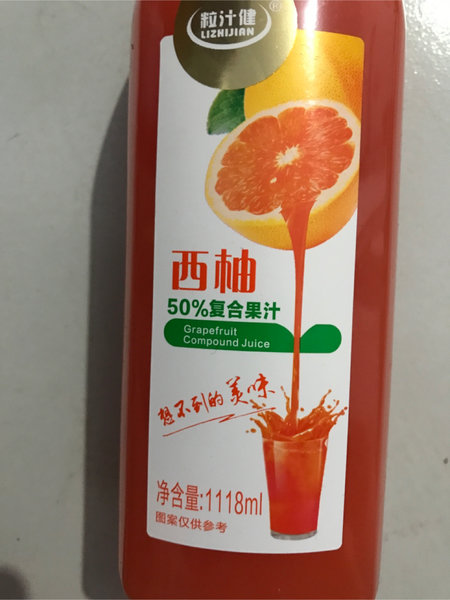 粒汁健
LIZHIJIAN
®
西柚
50%复合果汁
Grapefruit
Compound Juice
想不到的美味
净含量:1118ml
图案仅供参考